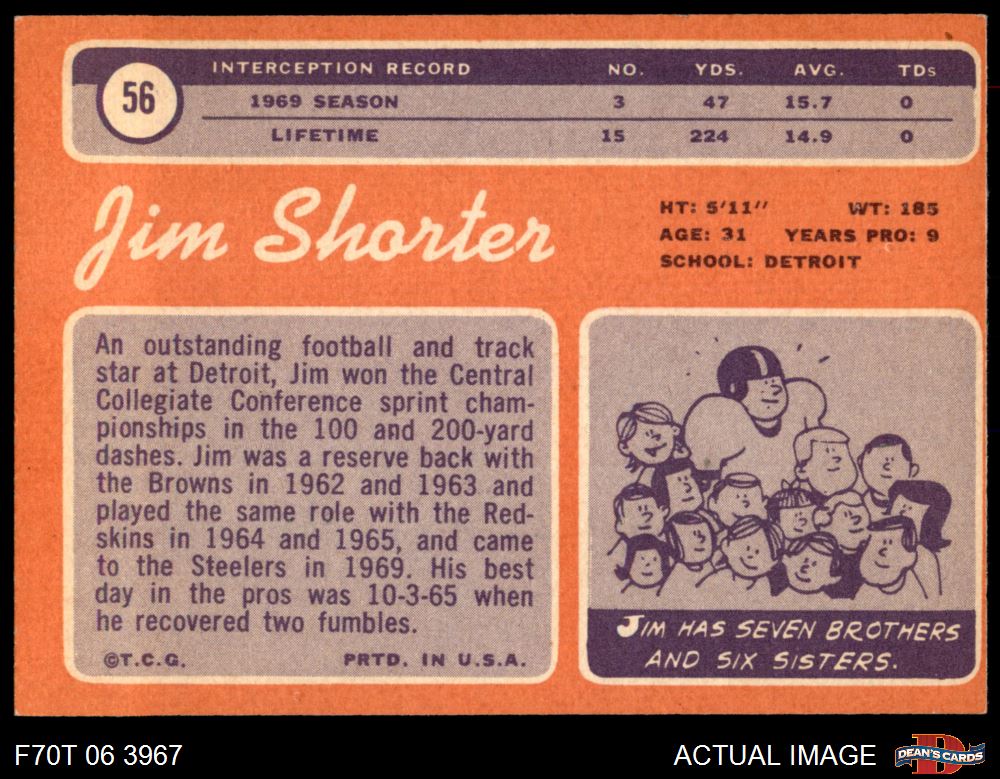 56
INTERCEPTION RECORD NO. YDS. AVG. TDs
1969 SEASON 3 47 15.7 0
LIFETIME 15 224 14.9 0
Jim Shorter
HT: 5'11" WT: 185
AGE: 31 YEARS PRO: 9
SCHOOL: DETROIT
An outstanding football and track
star at Detroit, Jim won the Central
Collegiate Conference sprint cham-
pionships in the 100 and 200-yard
dashes. Jim was a reserve back with
the Browns in 1962 and 1963 and
played the same role with the Red-
skins in 1964 and 1965, and came
to the Steelers in 1969. His best
day in the pros was 10-3-65 when
he recovered two fumbles.
©T.C.G. PRTD. IN U.S.A.
JIM HAS SEVEN BROTHERS
AND SIX SISTERS.
F70T 06 3967
ACTUAL IMAGE
D
DEAN'S CARDS